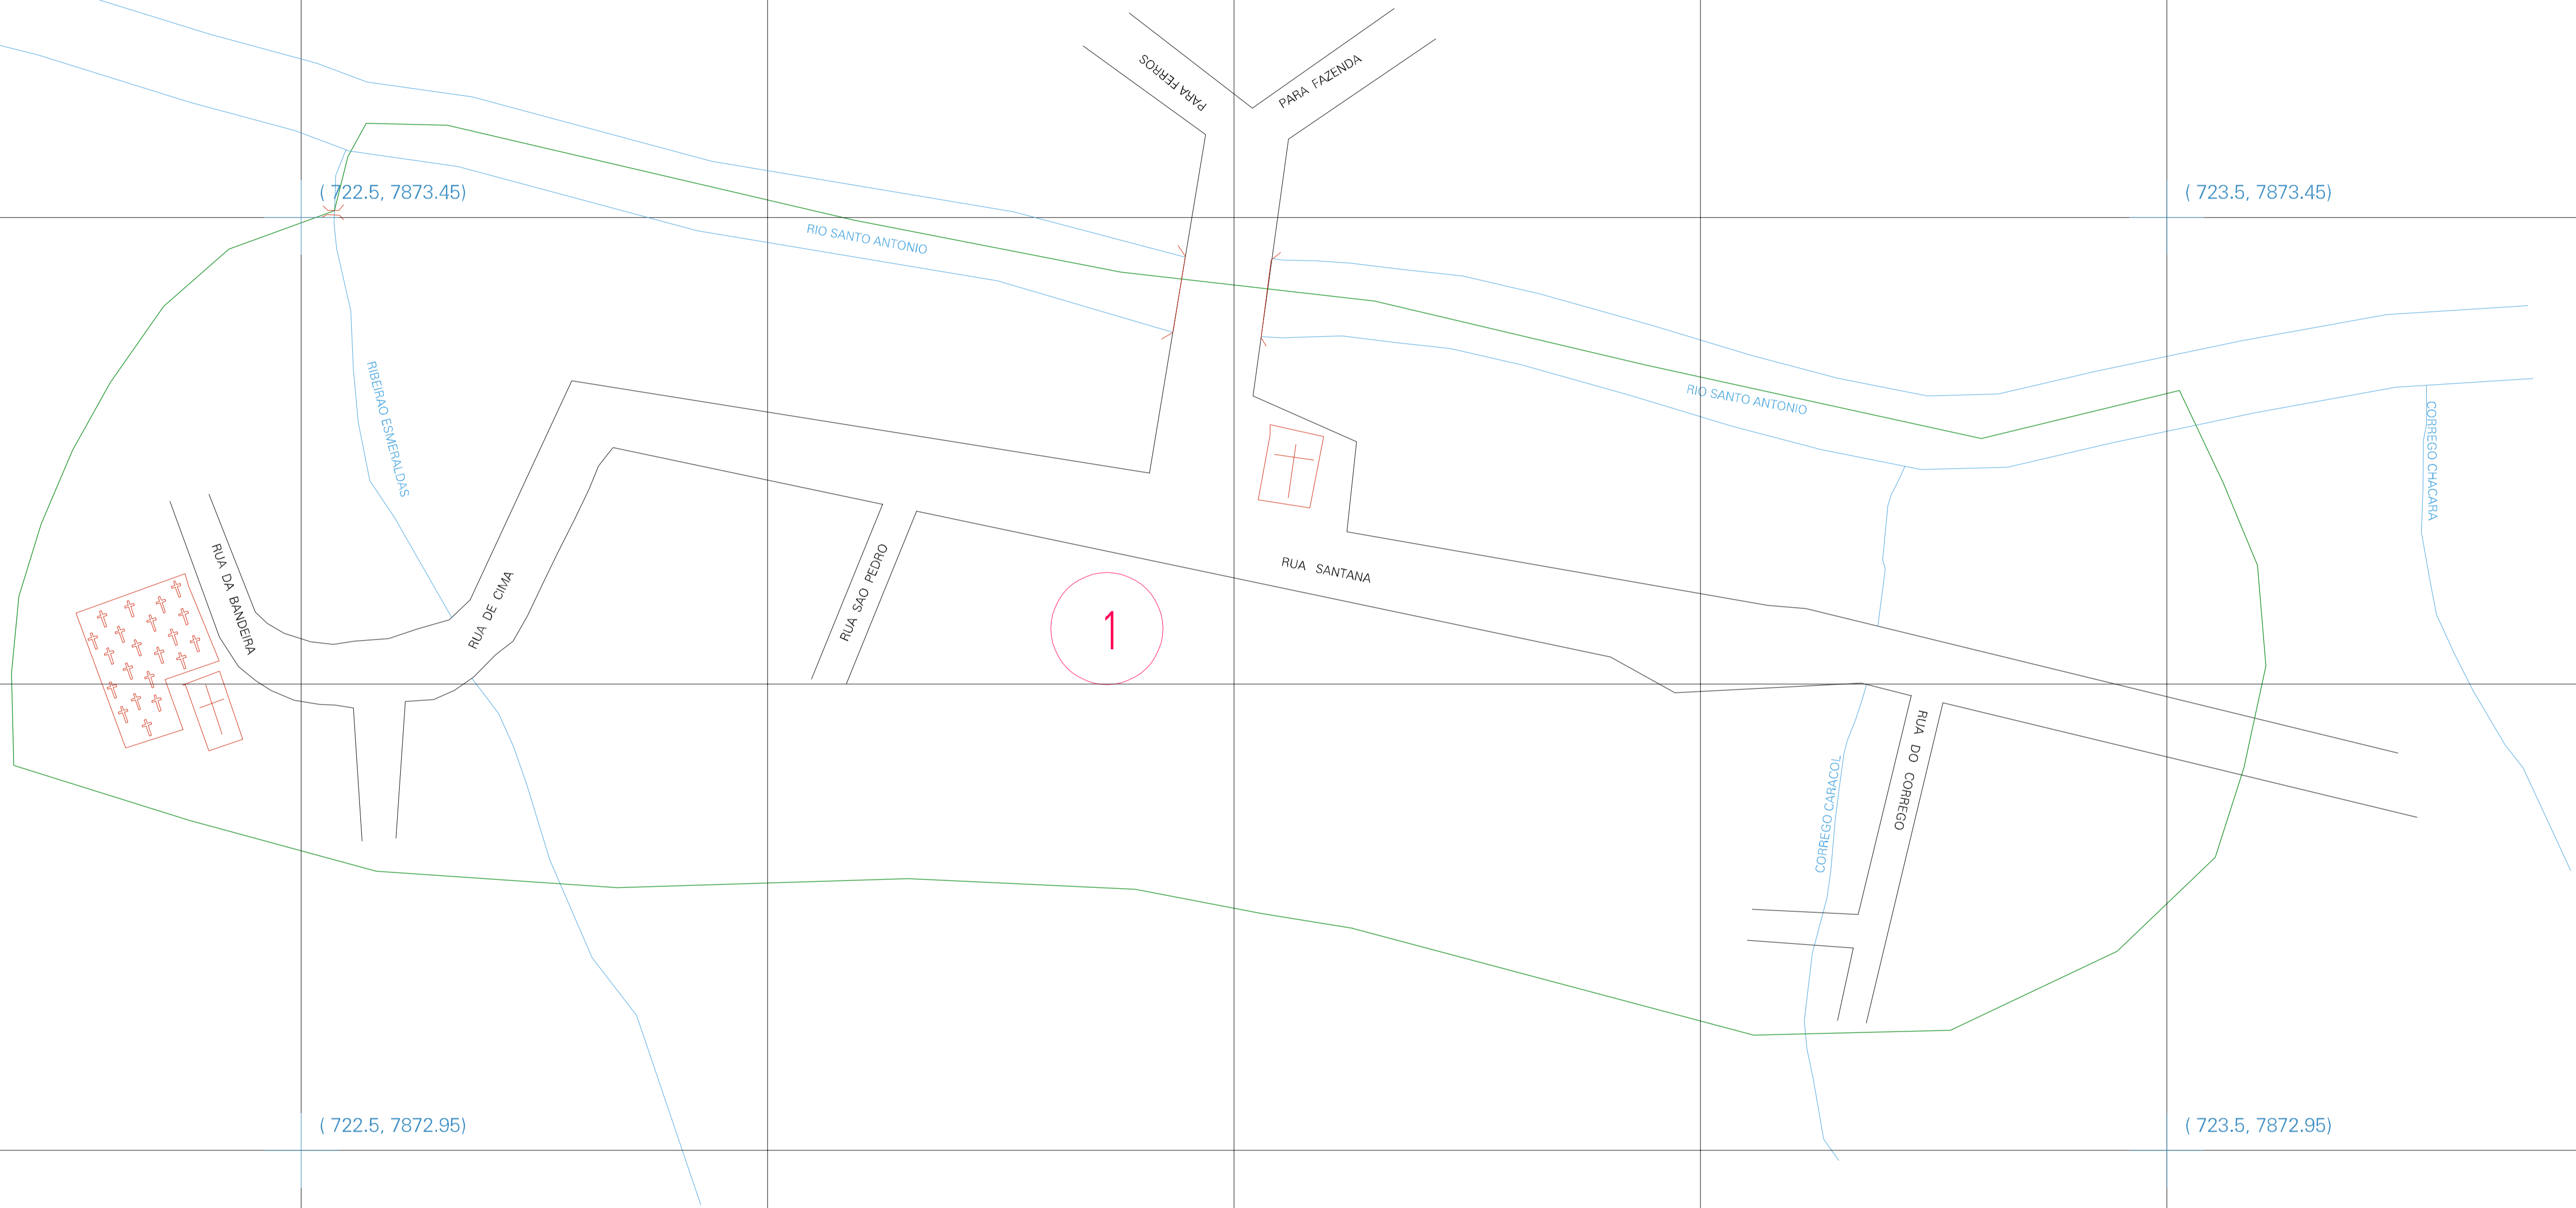 PARA FERROS
PARA FAZENDA
( 722.5, 7873.45)
( 723.5, 7873.45)
RIO SANTO ANTONIO
RIO SANTO ANTONIO
RIBEIRAO ESMERALDAS
CORREGO CHACARA
RUA DA BANDEIRA
RUA DE CIMA
RUA SAO PEDRO
RUA SANTANA
1
RUA DO CORREGO
CORREGO CARACOL
( 722.5, 7872.95)
( 723.5, 7872.95)